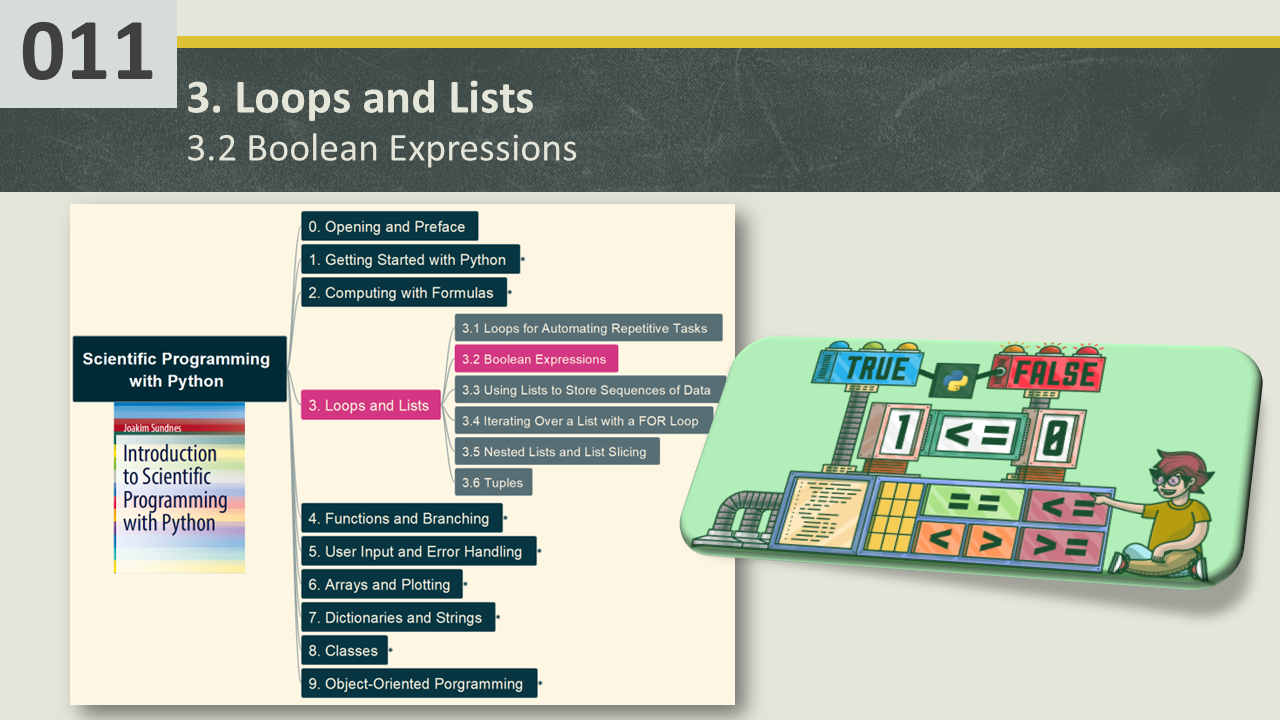 011
3. Loops and Lists
3.2 Boolean Expressions
0. Opening and Preface
1. Getting Started with Python
2. Computing with Formulas
Scientific Programming
with Python
3. Loops and Lists
3.1 Loops for Automating Repetitive Tasks
3.2 Boolean Expressions
3.3 Using Lists to Store Sequences of Data
3.4 Iterating Over a List with a FOR Loop
3.5 Nested Lists and List Slicing
3.6 Tuples
4. Functions and Branching
5. User Input and Error Handling
6. Arrays and Plotting
7. Dictionaries and Strings
8. Classes
9. Object-Oriented Porgramming
Joakim Sundnes
Introduction
to Scientific
Programming
with Python
TRUE FALSE
1 <= 0
== <=
< > >=